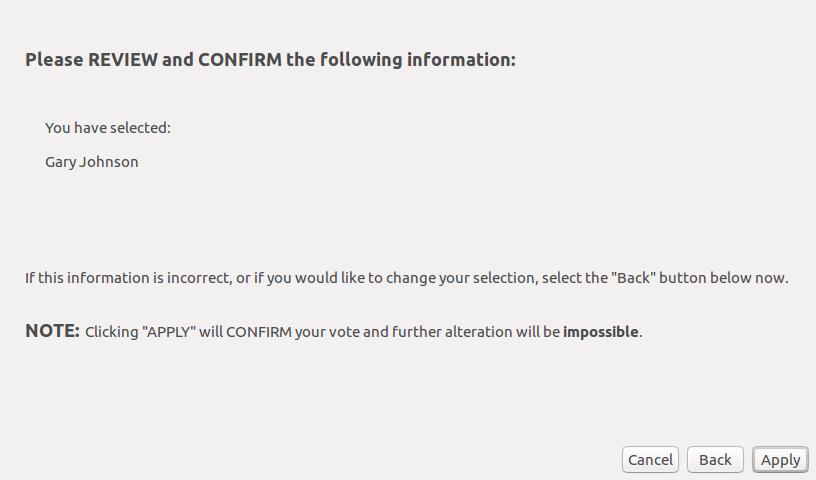 Please REVIEW and CONFIRM the following information:
You have selected:
Gary Johnson
If this information is incorrect, or if you would like to change your selection, select the "Back" button below now.
NOTE: Clicking "APPLY" will CONFIRM your vote and further alteration will be impossible.
Cancel Back Apply